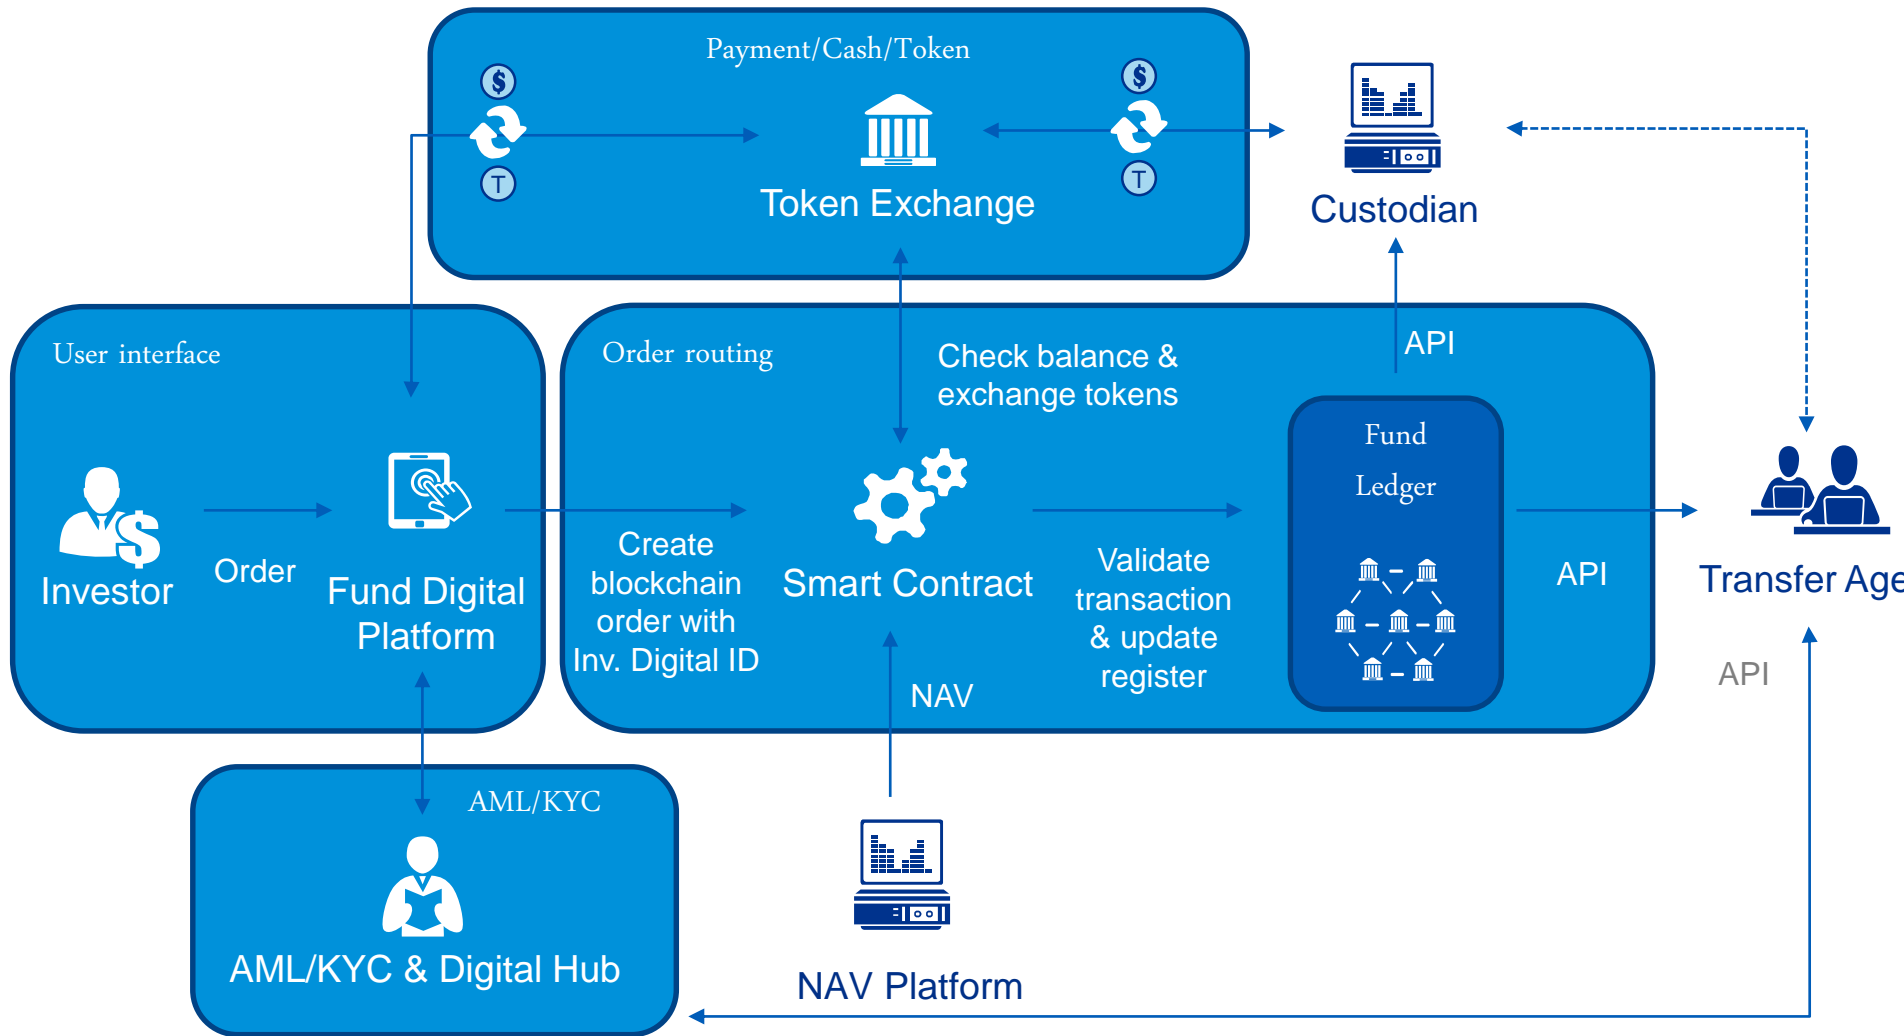 Payment/Cash/Token
$
$
T
T
Token Exchange
Custodian
User interface
Order routing
Check balance &
exchange tokens
API
Fund
Ledger
Investor
$
Order
Fund Digital
Platform
Create
blockchain
order with
Inv. Digital ID
Smart Contract
Validate
transaction
& update
register
API
Transfer Age
API
NAV
AML/KYC
AML/KYC & Digital Hub
NAV Platform